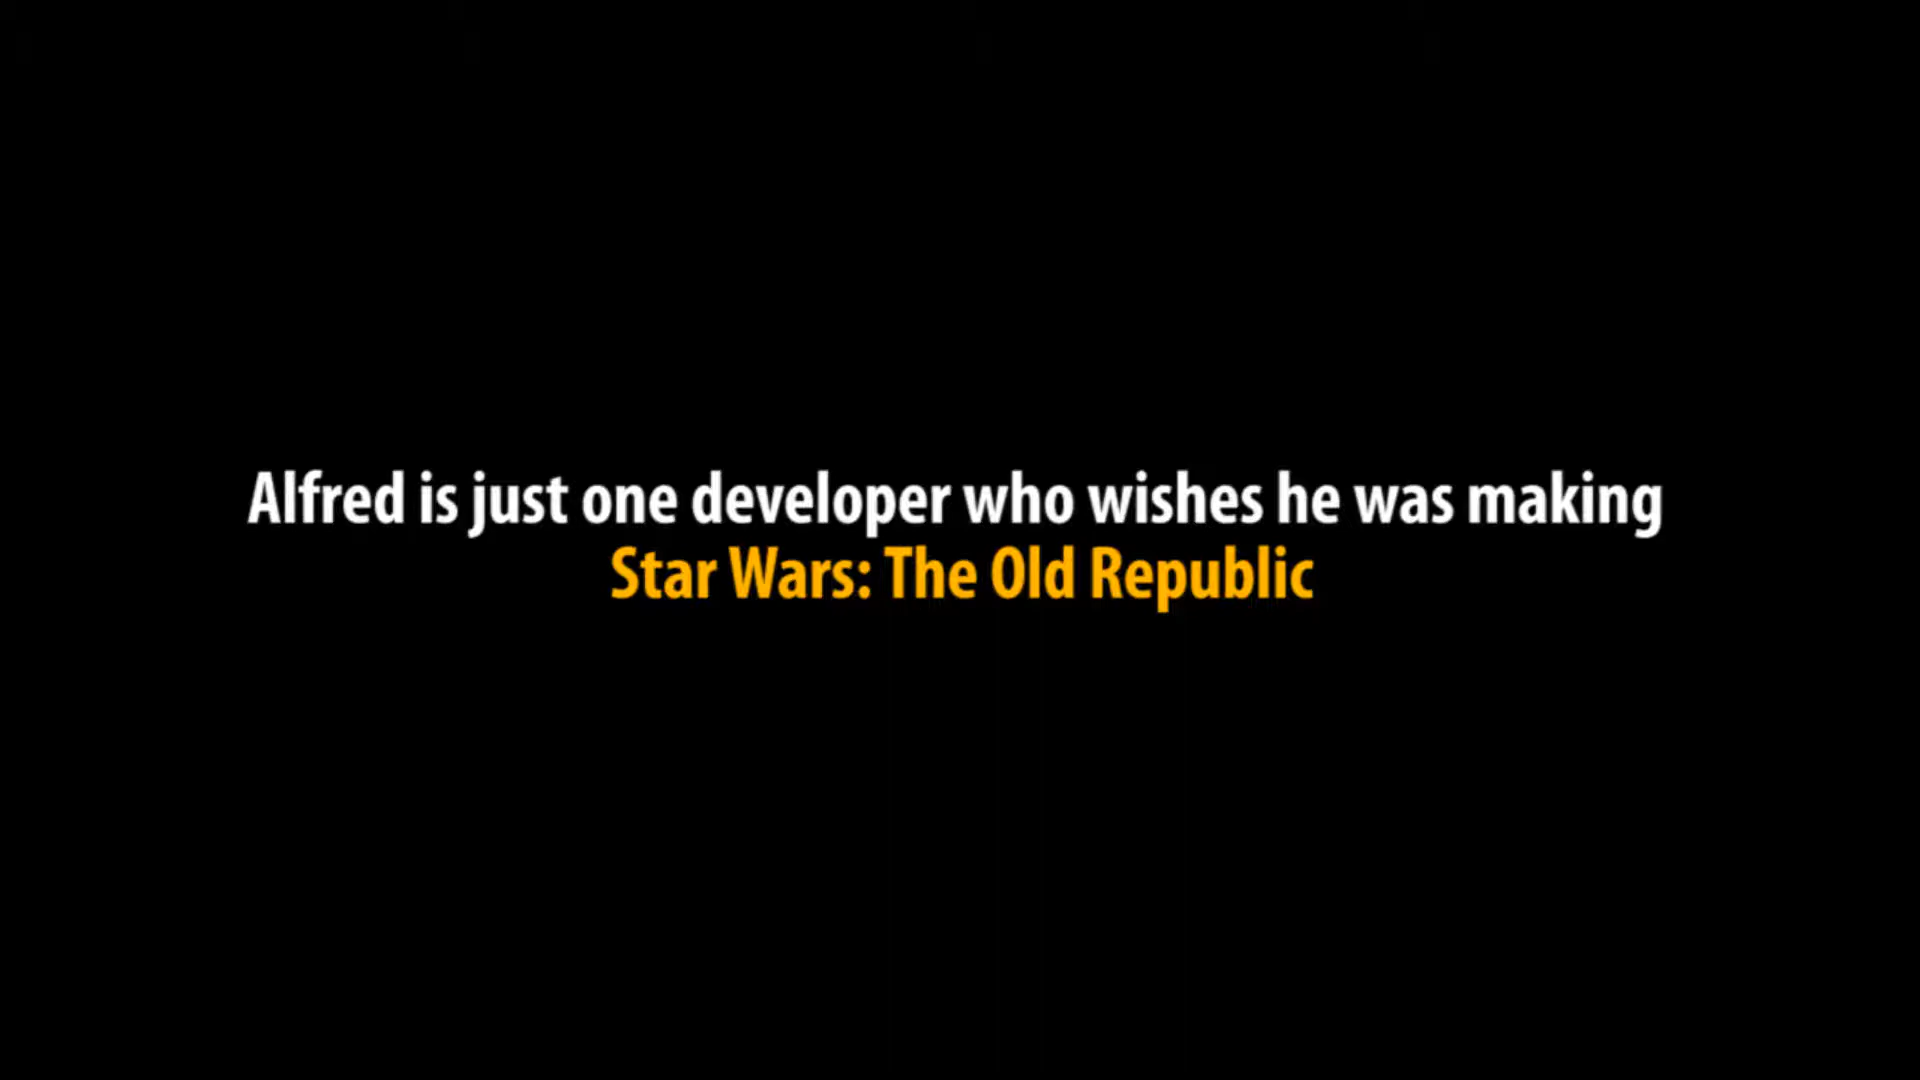 Alfred is just one developer who wishes he was making
Star Wars: The Old Republic